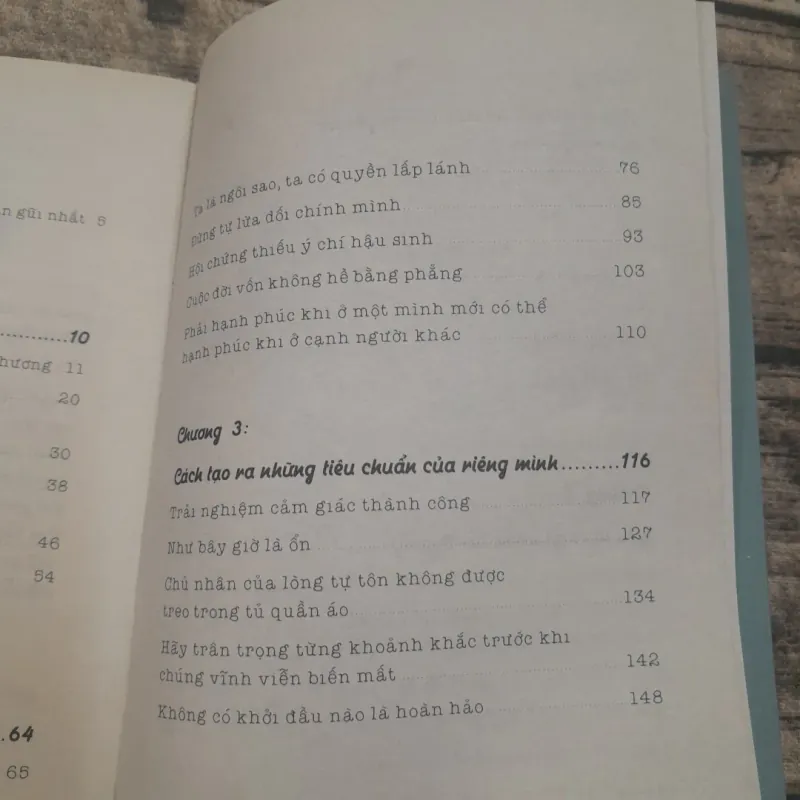 n gũi nhất 5
..........10
hương 11
20
30
38
46
54
.64
65
Ta là ngôi sao, ta có quyền lấp lánh 76
Đừng tự lừa dối chính mình 85
Hội chứng thiếu ý chí hậu sinh 93
Cuộc đời vốn không hề bằng phẳng 103
Phải hạnh phúc khi ở một mình mới có thể
hạnh phúc khi ở cạnh người khác 110
Chương 3:
Cách tạo ra những tiêu chuẩn của riêng mình.........116
Trải nghiệm cảm giác thành công 117
Như bây giờ là ổn 127
Chủ nhân của lòng tự tôn không được
treo trong tủ quần áo 134
Hãy trân trọng từng khoảnh khắc trước khi
chúng vĩnh viễn biến mất 142
Không có khởi đầu nào là hoàn hảo 148